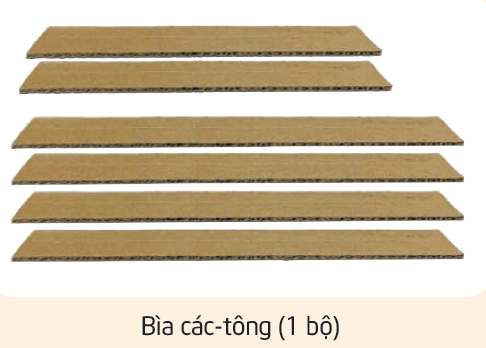 Bìa các-tông (1 bộ)